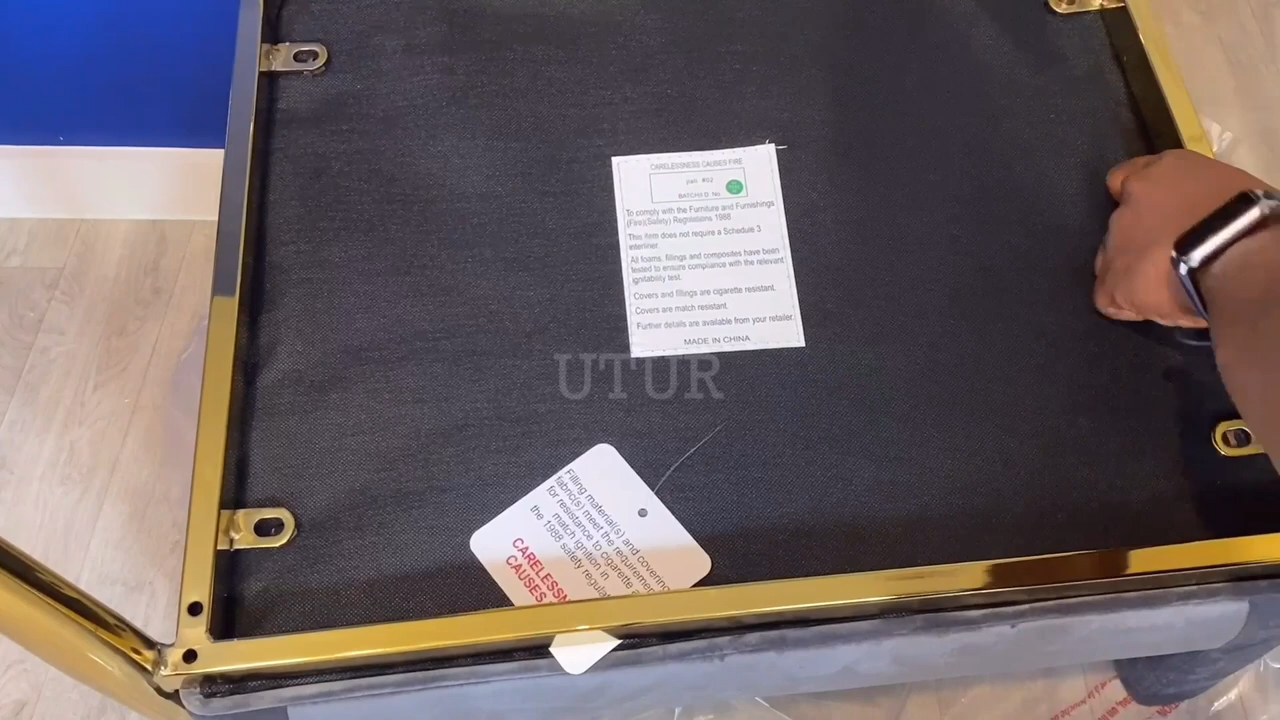 CARELESSNESS CAUSES FIRE
BATCH/I.D. No.
To comply with the Furniture and Furnishings
(Fire)(Safety) Regulations 1988
This item does not require a Schedule 3
interliner.
All foams, fillings and composites have been
tested to ensure compliance with the relevant
ignitability test.
Covers and fillings are cigarette resistant.
Covers are match resistant.
Further details are available from your retailer.
MADE IN CHINA
UTUR
Filling material(s) and covering
fabric(s) meet the requiremen
for resistance to cigarette a
match ignition in
the 1988 safety regula
CARELESSN
CAUSES